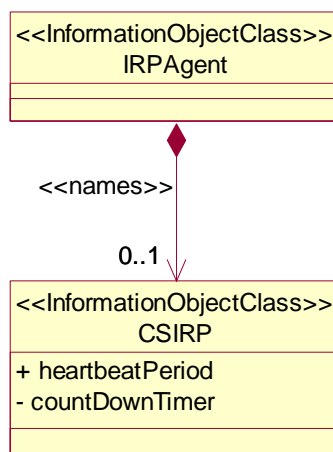 <<InformationObjectClass>>
IRPAgent
<<names>>
0..1
<<InformationObjectClass>>
CSIRP
+ heartbeatPeriod
- countDownTimer